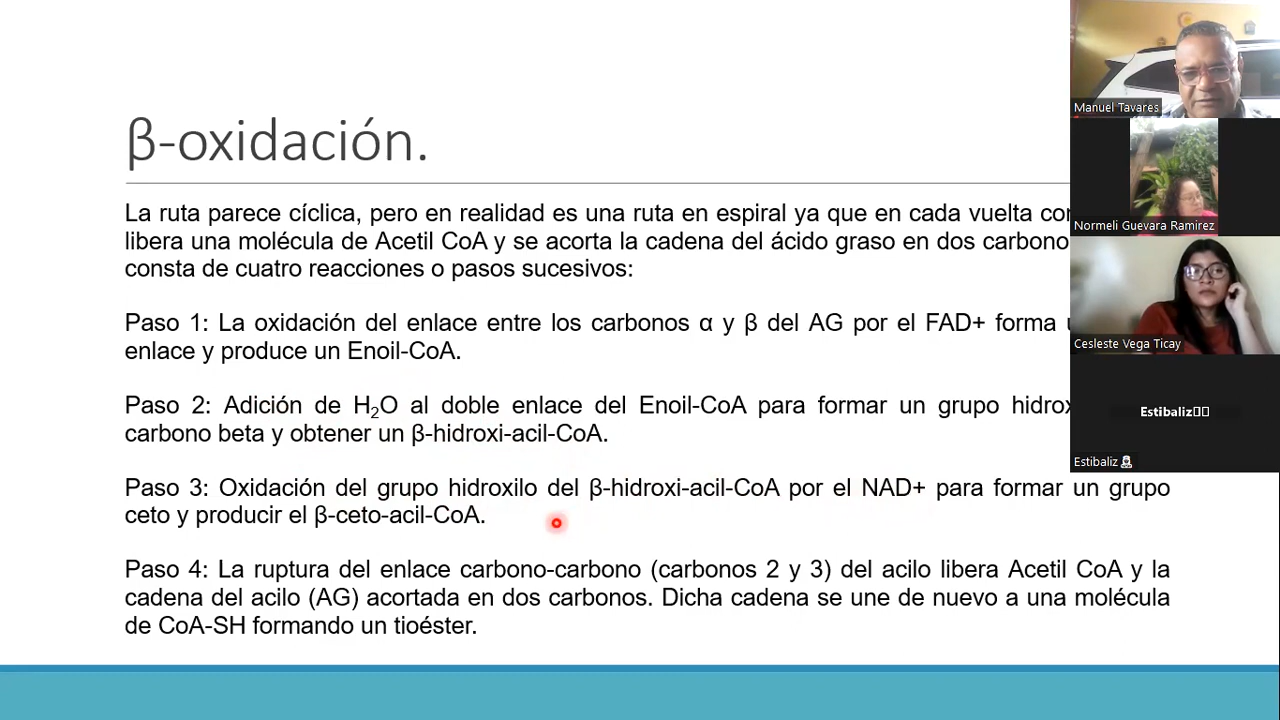 β-oxidación.
La ruta parece cíclica, pero en realidad es una ruta en espiral ya que en cada vuelta
libera una molécula de Acetil CoA y se acorta la cadena del ácido graso en dos
consta de cuatro reacciones o pasos sucesivos:
Paso 1: La oxidación del enlace entre los carbonos α y β del AG por el FAD+ forma
enlace y produce un Enoil-CoA.
Paso 2: Adición de H₂O al doble enlace del Enoil-CoA para formar un grupo
carbono beta y obtener un β-hidroxi-acil-CoA.
Paso 3: Oxidación del grupo hidroxilo del β-hidroxi-acil-CoA por el NAD+ para formar un grupo
ceto y producir el β-ceto-acil-CoA.
Paso 4: La ruptura del enlace carbono-carbono (carbonos 2 y 3) del acilo libera Acetil CoA y la
cadena del acilo (AG) acortada en dos carbonos. Dicha cadena se une de nuevo a una molécula
de CoA-SH formando un tioéster.
Manuel Tavares
Normeli Guevara Ramirez
Cesleste Vega Ticay
Estibaliz
Estibaliz